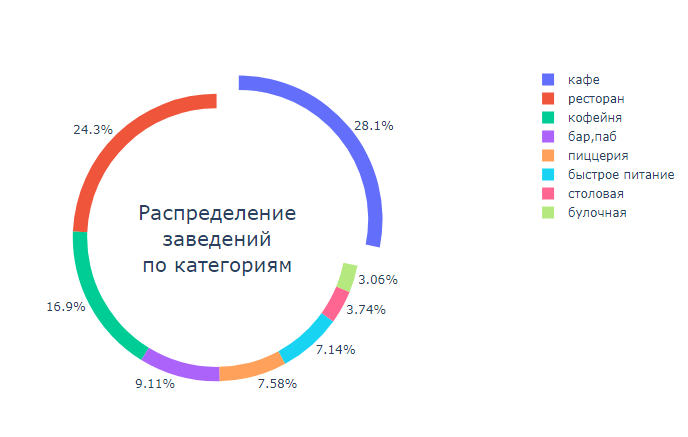 Распределение
заведений
по категориям
28.1%
24.3%
16.9%
9.11%
7.58%
7.14%
3.74%
3.06%
кафе
ресторан
кофейня
бар,паб
пиццерия
быстрое питание
столовая
булочная